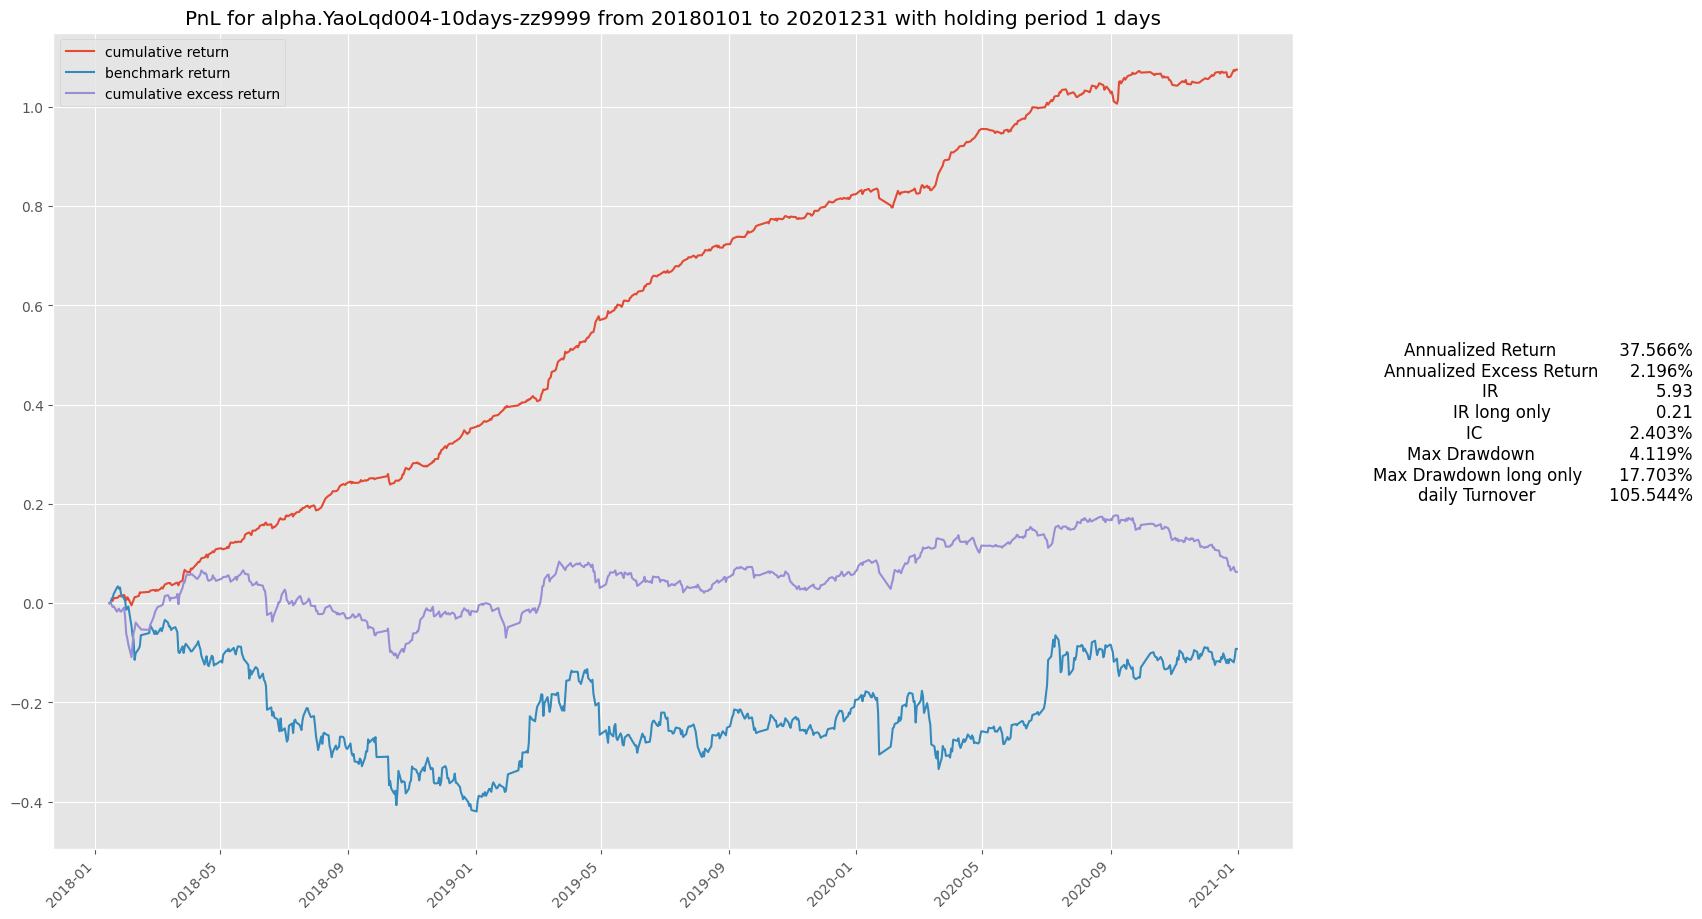 PnL for alpha.YaoLqd004-10days-zz9999 from 20180101 to 20201231 with holding period 1 days
cumulative return
benchmark return
cumulative excess return
1.0
0.8
0.6
0.4
0.2
0.0
−0.2
−0.4
2018-01
2018-05
2018-09
2019-01
2019-05
2019-09
2020-01
2020-05
2020-09
2021-01
Annualized Return 37.566%
Annualized Excess Return 2.196%
IR 5.93
IR long only 0.21
IC 2.403%
Max Drawdown 4.119%
Max Drawdown long only 17.703%
daily Turnover 105.544%